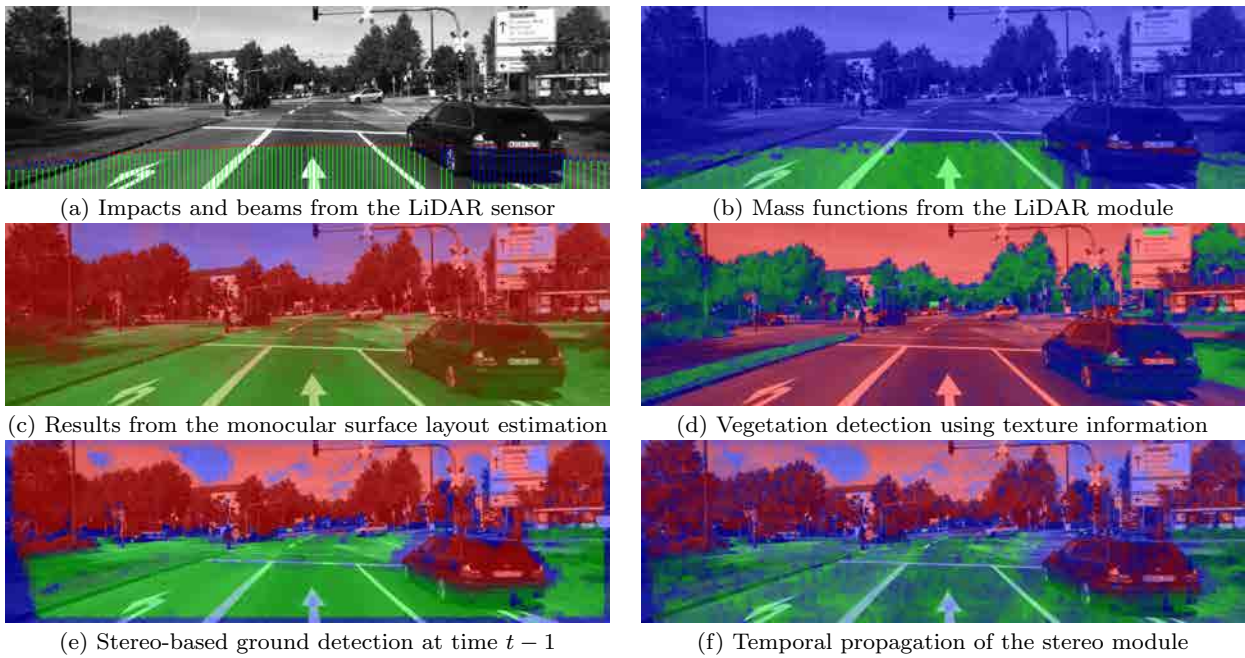 (a) Impacts and beams from the LiDAR sensor
(b) Mass functions from the LiDAR module
(c) Results from the monocular surface layout estimation
(d) Vegetation detection using texture information
(e) Stereo-based ground detection at time t − 1
(f) Temporal propagation of the stereo module